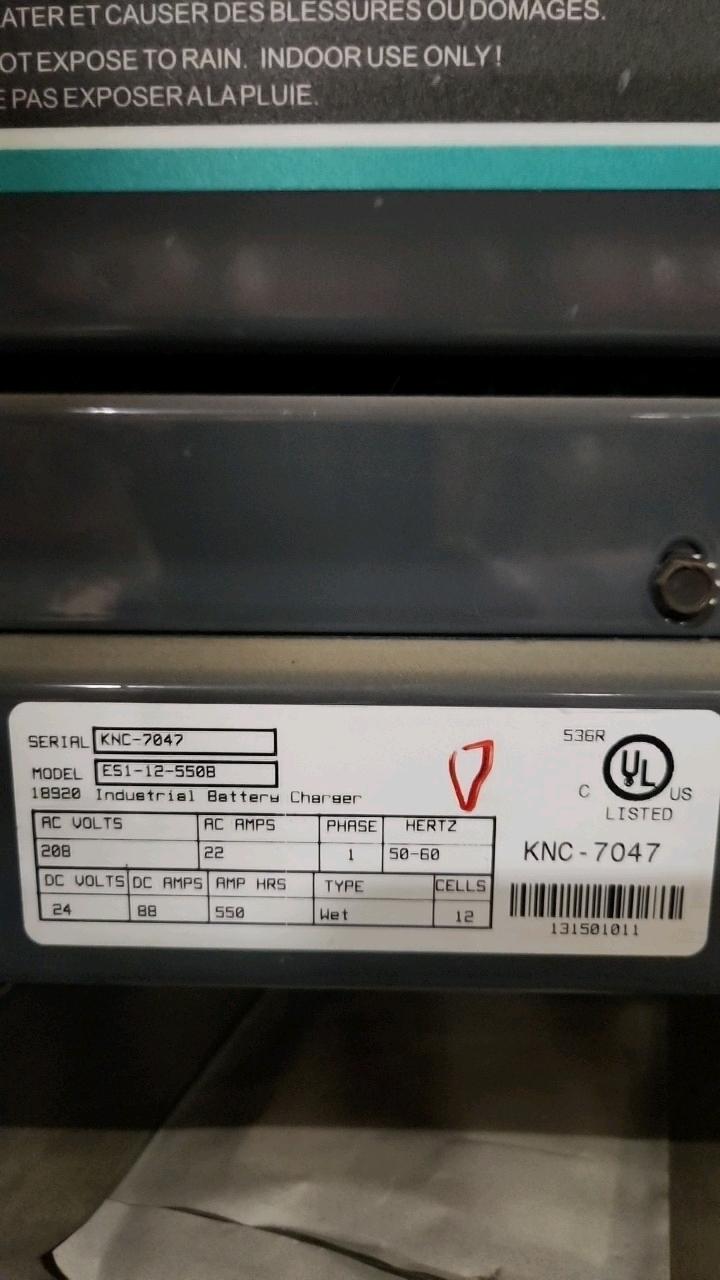 ATER ET CAUSER DES BLESSURES OU DOMAGES.
OT EXPOSE TO RAIN. INDOOR USE ONLY!
E PAS EXPOSER A LA PLUIE.
SERIAL KNC-7047
MODEL ES1-12-550B
18920 Industrial Battery Charger
AC VOLTS AC AMPS PHASE HERTZ
208 22 1 50-60
DC VOLTS DC AMPS AMP HRS TYPE CELLS
24 88 550 Wet 12
536R
UL
C US
LISTED
KNC-7047
131501011